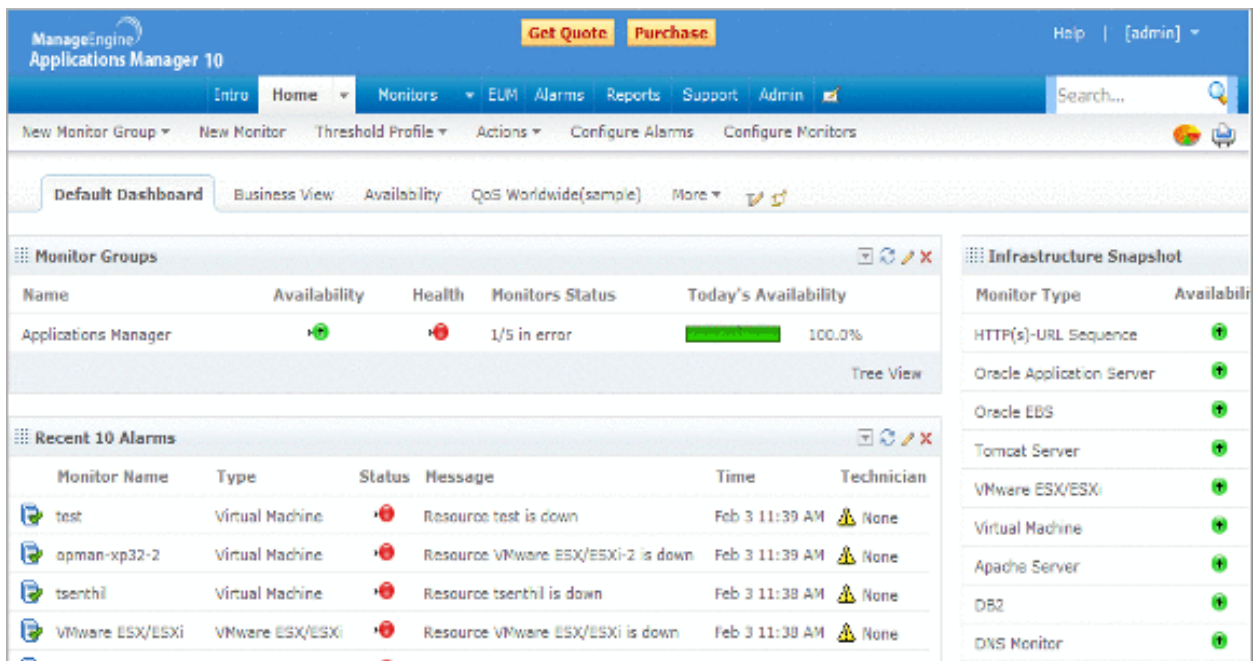 ManageEngine
Applications Manager 10
Get Quote Purchase
Help | [admin]
Intro Home Monitors EUM Alarms Reports Support Admin
Search...
New Monitor Group New Monitor Threshold Profile Actions Configure Alarms Configure Monitors
Default Dashboard Business View Availability QoS Worldwide(sample) More
Monitor Groups
Name Availability Health Monitors Status Today's Availability
Applications Manager 1/5 in error 100.0%
Tree View
Recent 10 Alarms
Monitor Name Type Status Message Time Technician
test Virtual Machine Resource test is down Feb 3 11:39 AM None
opman-xp32-2 Virtual Machine Resource VMware ESX/ESXi-2 is down Feb 3 11:39 AM None
tsenthil Virtual Machine Resource tsenthil is down Feb 3 11:38 AM None
VMware ESX/ESXi VMware ESX/ESXi Resource VMware ESX/ESXi is down Feb 3 11:38 AM None
Infrastructure Snapshot
Monitor Type Availabili
HTTP(s)-URL Sequence
Oracle Application Server
Oracle EBS
Tomcat Server
VMware ESX/ESXi
Virtual Machine
Apache Server
DB2
DNS Monitor